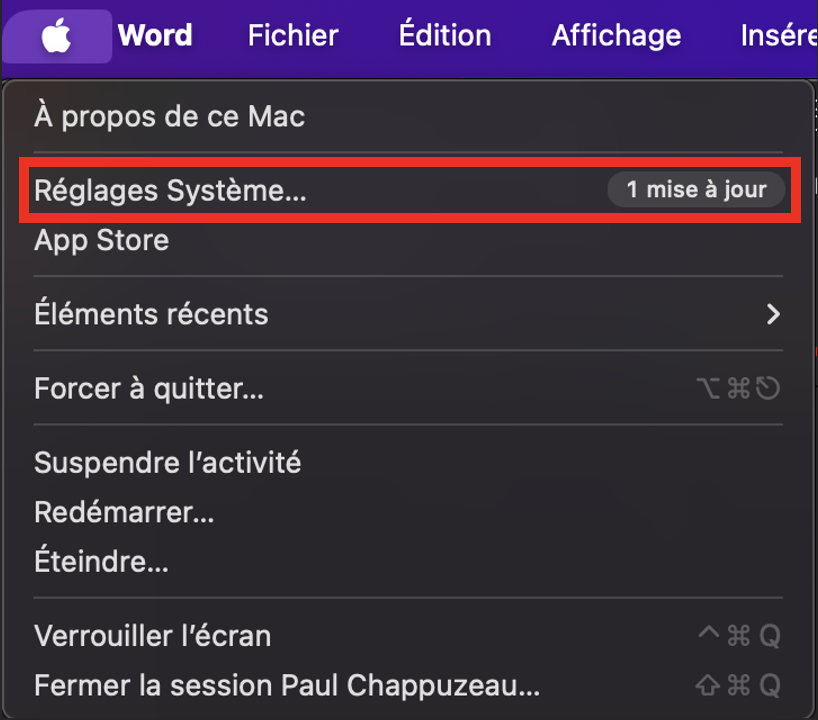 Word Fichier Édition Affichage Insére
À propos de ce Mac
Réglages Système... 1 mise à jour
App Store
Éléments récents
Forcer à quitter... ⌥⌘⎋
Suspendre l’activité
Redémarrer...
Éteindre...
Verrouiller l’écran ^⌘Q
Fermer la session Paul Chappuzeau... ⇧⌘Q